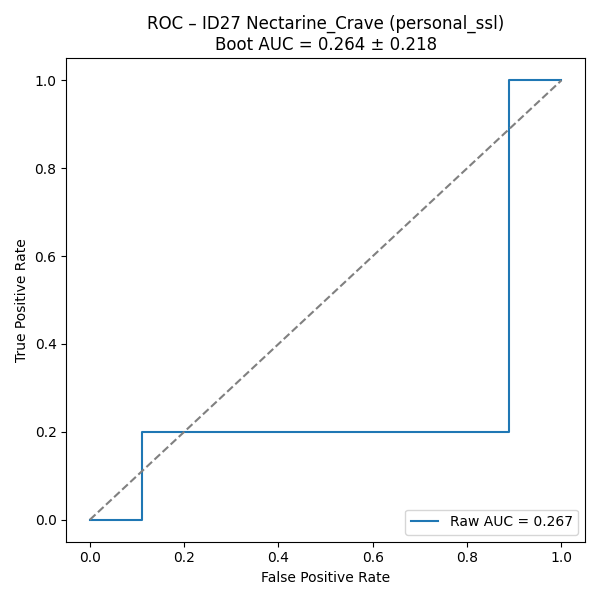 ROC – ID27 Nectarine_Crave (personal_ssl)
Boot AUC = 0.264 ± 0.218
True Positive Rate
1.0
0.8
0.6
0.4
0.2
0.0
Raw AUC = 0.267
0.0 0.2 0.4 0.6 0.8 1.0
False Positive Rate